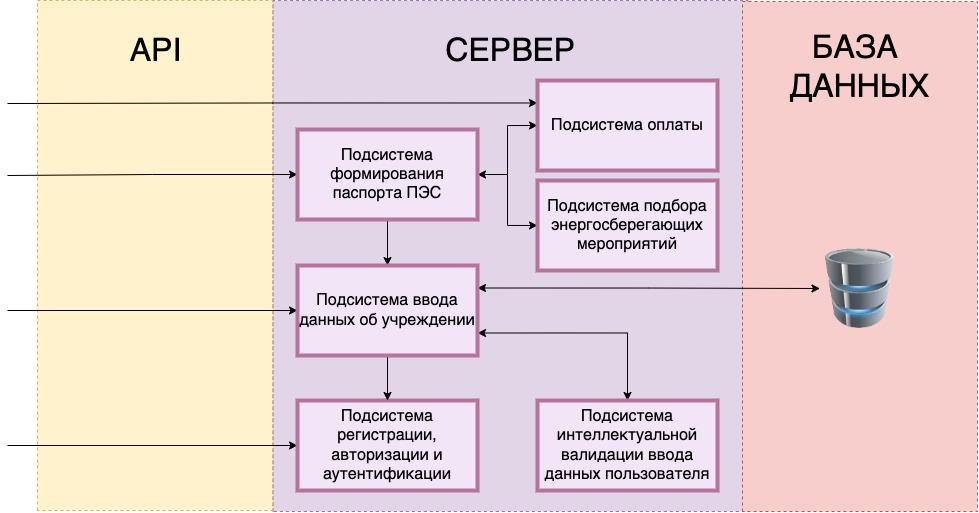 API
СЕРВЕР
БАЗА
ДАННЫХ
Подсистема оплаты
Подсистема
формирования
паспорта ПЭС
Подсистема подбора
энергосберегающих
мероприятий
Подсистема ввода
данных об учреждении
Подсистема
регистрации,
авторизации и
аутентификации
Подсистема
интеллектуальной
валидации ввода
данных пользователя